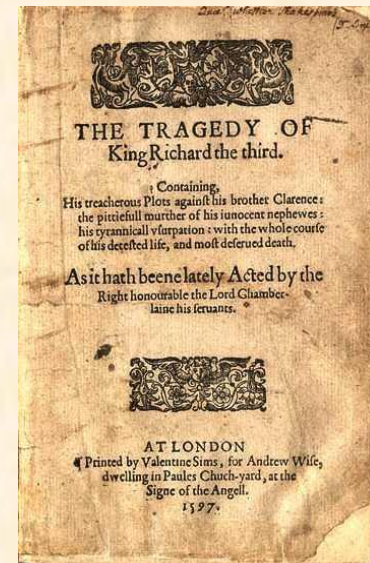 THE TRAGEDY OF
King Richard the third.
Containing,
His treacherous Plots against his brother Clarence:
the pittiefull murther of his iunocent nephewes:
his tyrannicall vsurpation: with the whole course
of his detested life, and most deserued death.
As it hath beene lately Acted by the
Right honourable the Lord Chamber-
laine his seruants.
AT LONDON
¶ Printed by Valentine Sims, for Andrew Wise,
dwelling in Paules Chuch-yard, at the
Signe of the Angell.
1597.